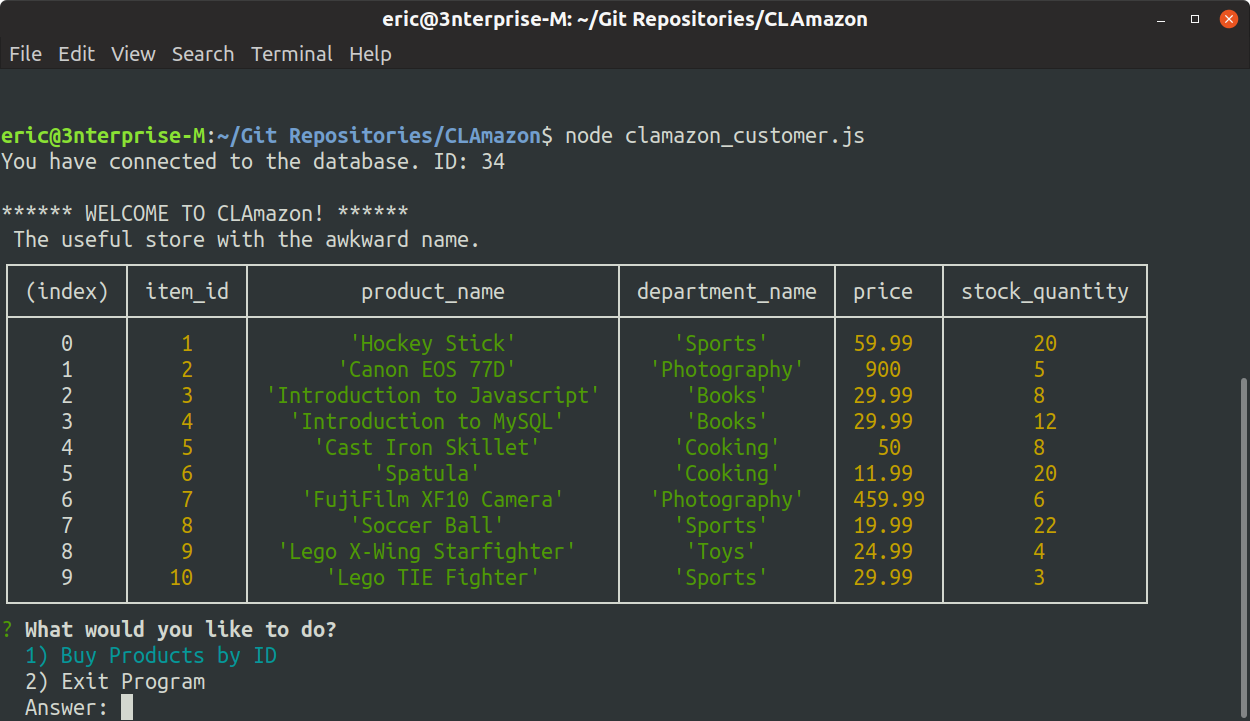 eric@3nterprise-M: ~/Git Repositories/CLAmazon
File Edit View Search Terminal Help
eric@3nterprise-M:~/Git Repositories/CLAmazon$ node clamazon_customer.js
You have connected to the database. ID: 34
****** WELCOME TO CLAmazon! ******
The useful store with the awkward name.
(index) item_id product_name department_name price stock_quantity
0 1 'Hockey Stick' 'Sports' 59.99 20
1 2 'Canon EOS 77D' 'Photography' 900 5
2 3 'Introduction to Javascript' 'Books' 29.99 8
3 4 'Introduction to MySQL' 'Books' 29.99 12
4 5 'Cast Iron Skillet' 'Cooking' 50 8
5 6 'Spatula' 'Cooking' 11.99 20
6 7 'FujiFilm XF10 Camera' 'Photography' 459.99 6
7 8 'Soccer Ball' 'Sports' 19.99 22
8 9 'Lego X-Wing Starfighter' 'Toys' 24.99 4
9 10 'Lego TIE Fighter' 'Sports' 29.99 3
? What would you like to do?
1) Buy Products by ID
2) Exit Program
Answer: